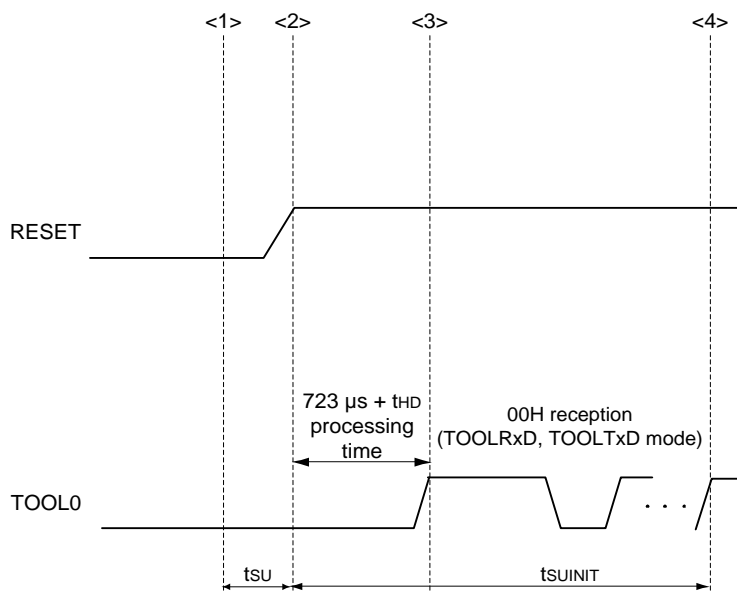 <1> <2> <3> <4>
RESET
723 µs + tHD
processing
time
00H reception
(TOOLRxD, TOOLTxD mode)
TOOL0
. . .
tSU tSUINIT